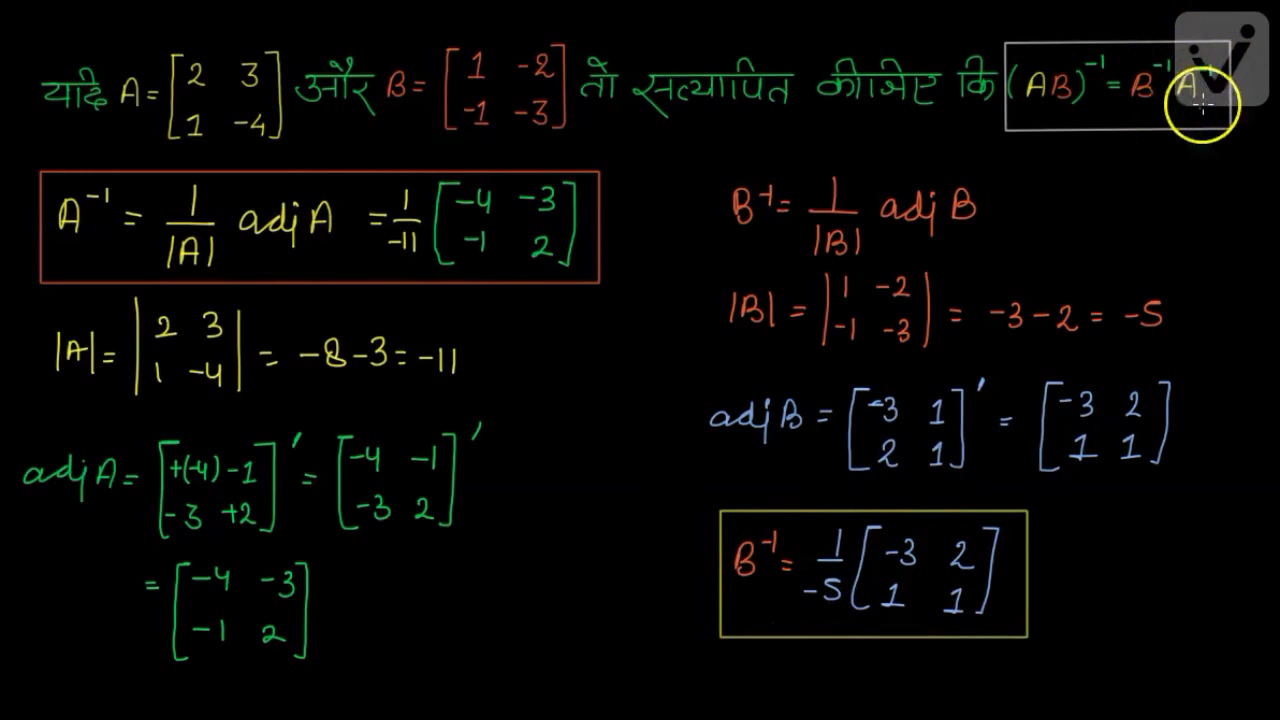 यदि A = [2 3; 1 -4] और B = [1 -2; -1 -3] तो सत्यापित कीजिए कि (AB)⁻¹ = B⁻¹A⁻¹
A⁻¹ = 1/|A| adj A = 1/-11 [-4 -3; -1 2]
|A| = |2 3; 1 -4| = -8-3 = -11
adj A = [+(-4) -1; -3 +2]' = [-4 -1; -3 2]'
= [-4 -3; -1 2]
B⁻¹ = 1/|B| adj B
|B| = |1 -2; -1 -3| = -3-2 = -5
adj B = [-3 1; 2 1]' = [-3 2; 1 1]
B⁻¹ = 1/-5 [-3 2; 1 1]